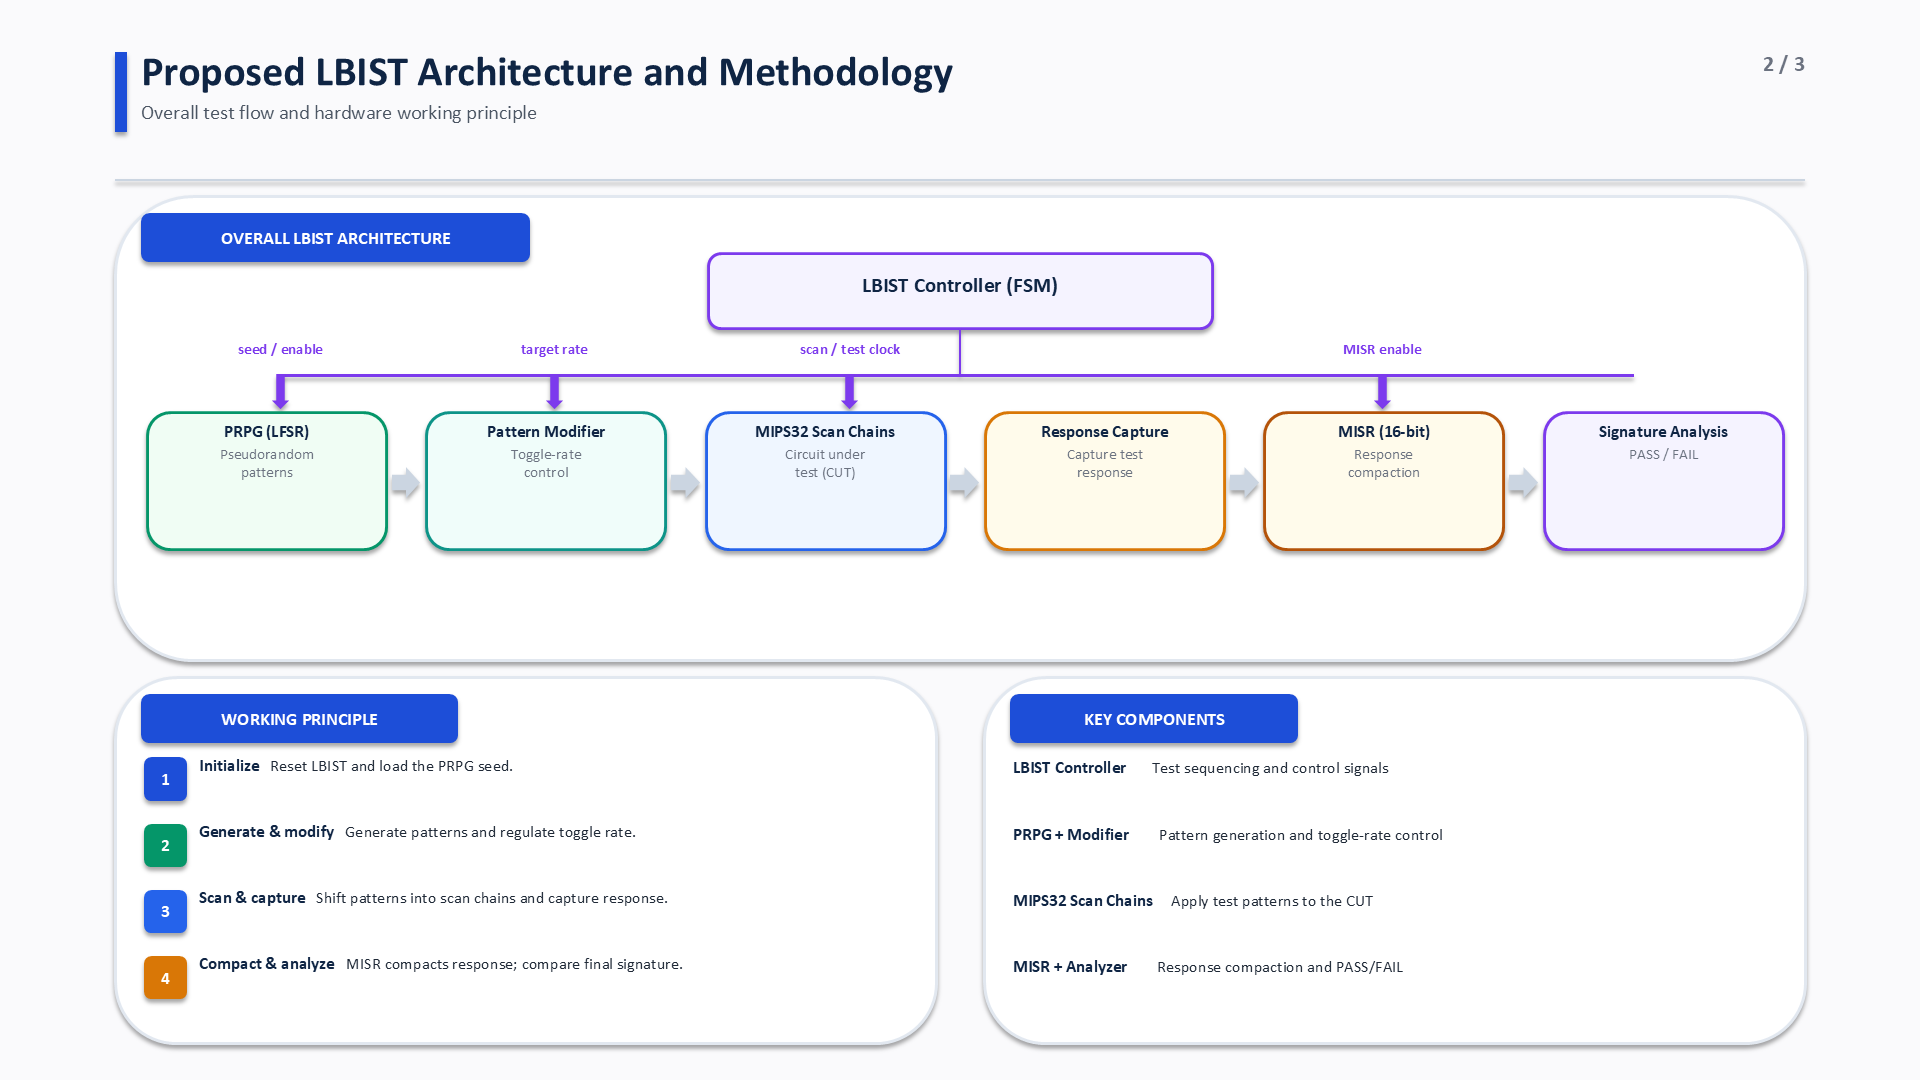 Proposed LBIST Architecture and Methodology
2 / 3
Overall test flow and hardware working principle
OVERALL LBIST ARCHITECTURE
LBIST Controller (FSM)
seed / enable
target rate
scan / test clock
MISR enable
PRPG (LFSR)
Pseudorandom
patterns
Pattern Modifier
Toggle-rate
control
MIPS32 Scan Chains
Circuit under
test (CUT)
Response Capture
Capture test
response
MISR (16-bit)
Response
compaction
Signature Analysis
PASS / FAIL
WORKING PRINCIPLE
1 Initialize Reset LBIST and load the PRPG seed.
2 Generate & modify Generate patterns and regulate toggle rate.
3 Scan & capture Shift patterns into scan chains and capture response.
4 Compact & analyze MISR compacts response; compare final signature.
KEY COMPONENTS
LBIST Controller Test sequencing and control signals
PRPG + Modifier Pattern generation and toggle-rate control
MIPS32 Scan Chains Apply test patterns to the CUT
MISR + Analyzer Response compaction and PASS/FAIL